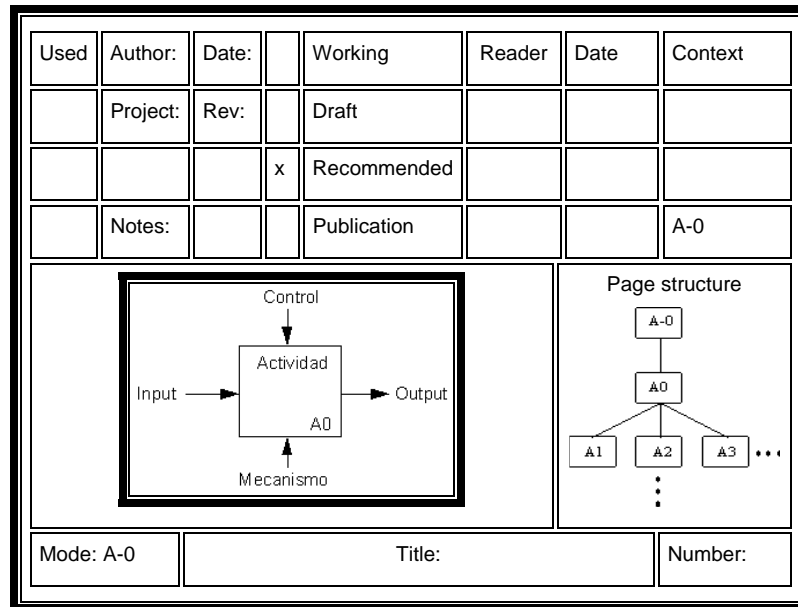 Used Author: Date: Working Reader Date Context
Project: Rev: Draft
x Recommended
Notes: Publication A-0
Control
Actividad
Input Output
A0
Mecanismo
Page structure
A-0
A0
A1 A2 A3
Mode: A-0 Title: Number: